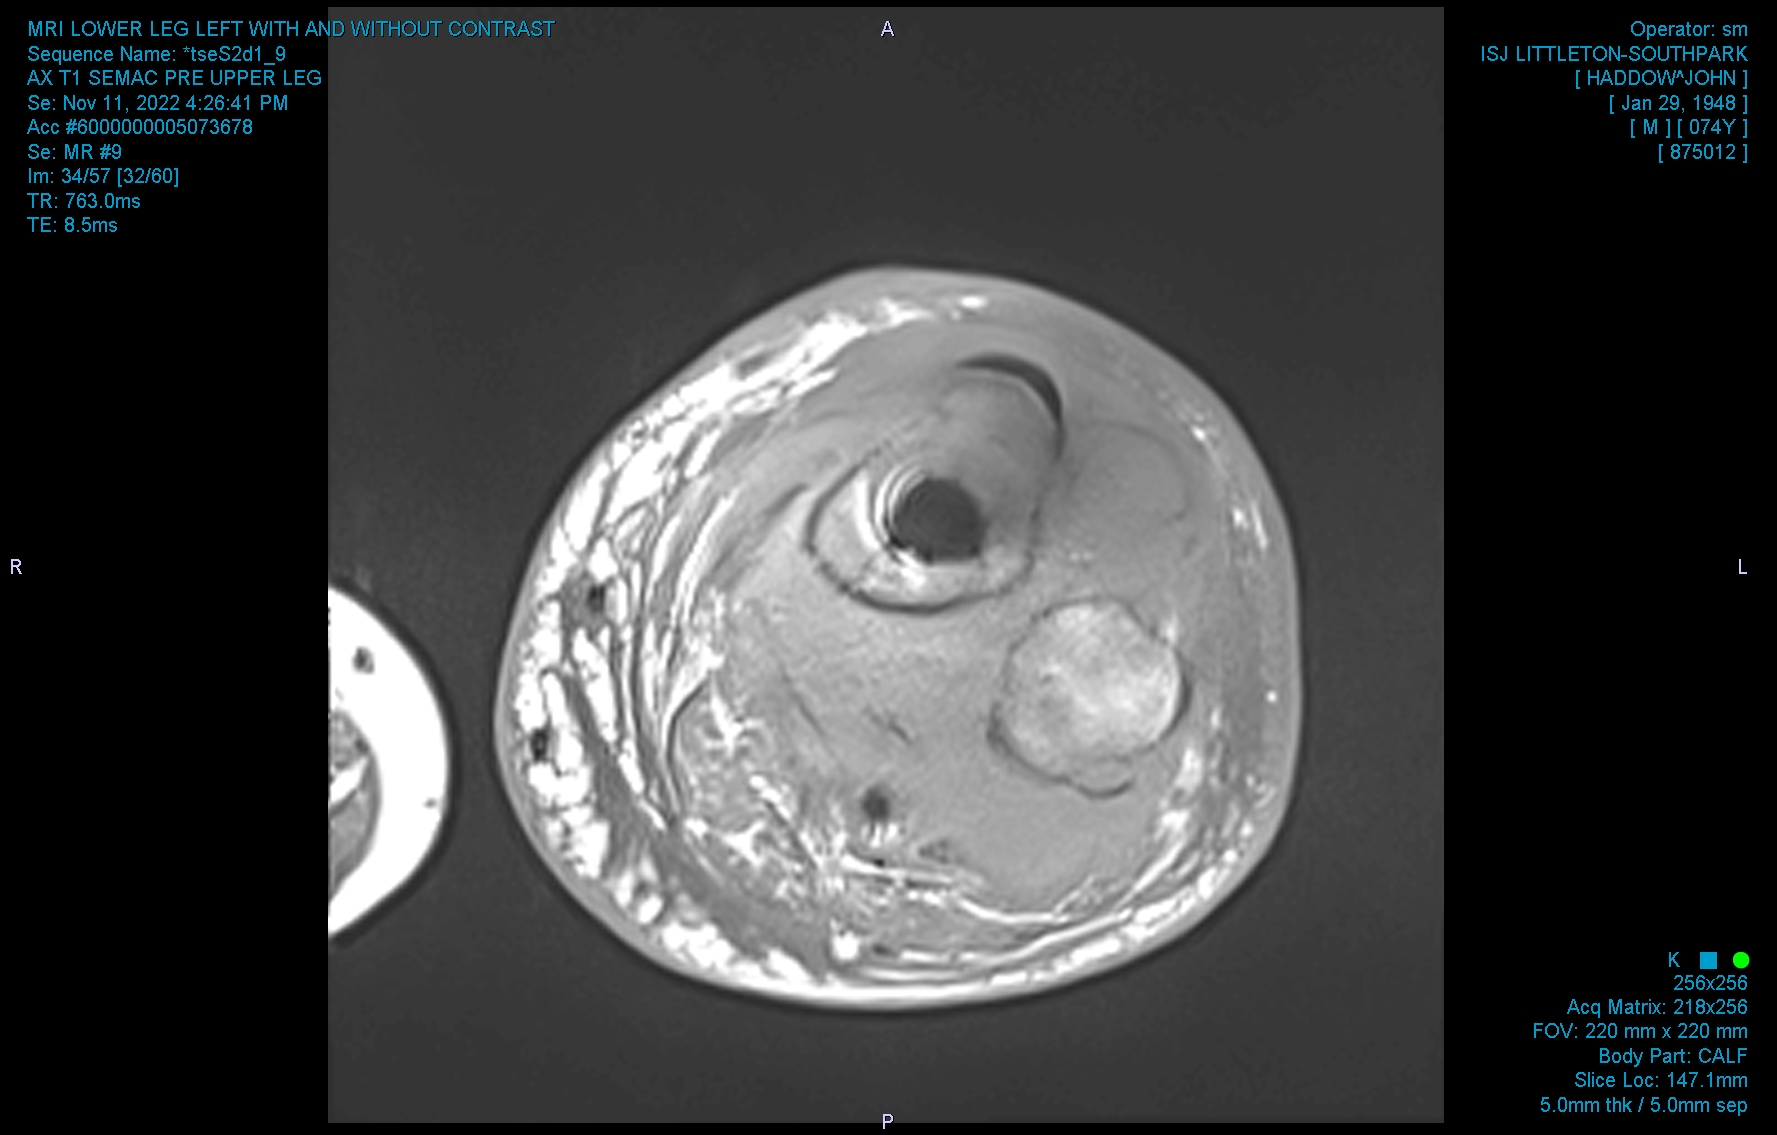 MRI LOWER LEG LEFT WITH AND WITHOUT CONTRAST
Sequence Name: *tseS2d1_9
AX T1 SEMAC PRE UPPER LEG
Se: Nov 11, 2022 4:26:41 PM
Acc #6000000005073678
Se: MR #9
Im: 34/57 [32/60]
TR: 763.0ms
TE: 8.5ms
A
Operator: sm
ISJ LITTLETON-SOUTHPARK
[ HADDOW^JOHN ]
[ Jan 29, 1948 ]
[ M ] [ 074Y ]
[ 875012 ]
R
L
K
256x256
Acq Matrix: 218x256
FOV: 220 mm x 220 mm
Body Part: CALF
Slice Loc: 147.1mm
5.0mm thk / 5.0mm sep
P